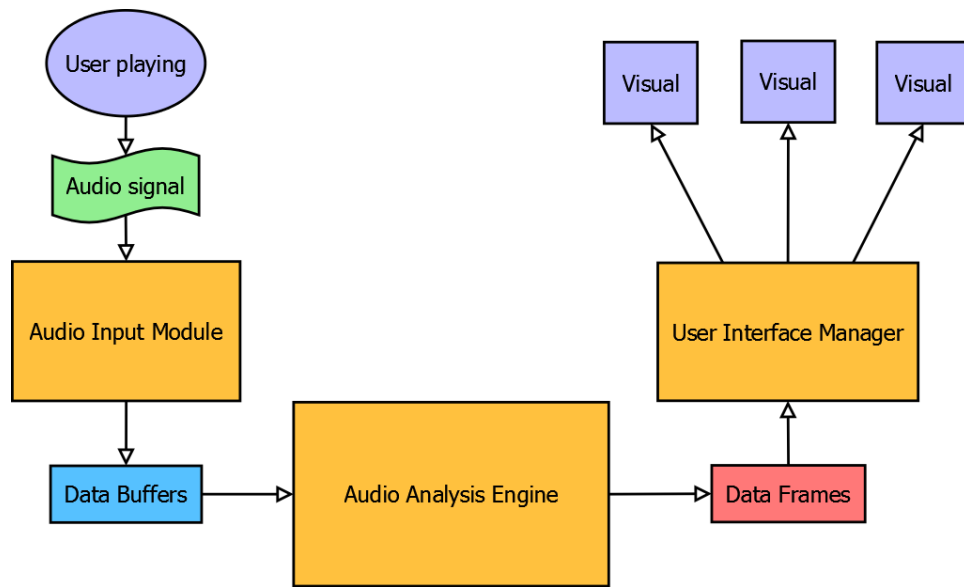 User playing
Visual
Visual
Visual
Audio signal
Audio Input Module
User Interface Manager
Data Buffers
Audio Analysis Engine
Data Frames